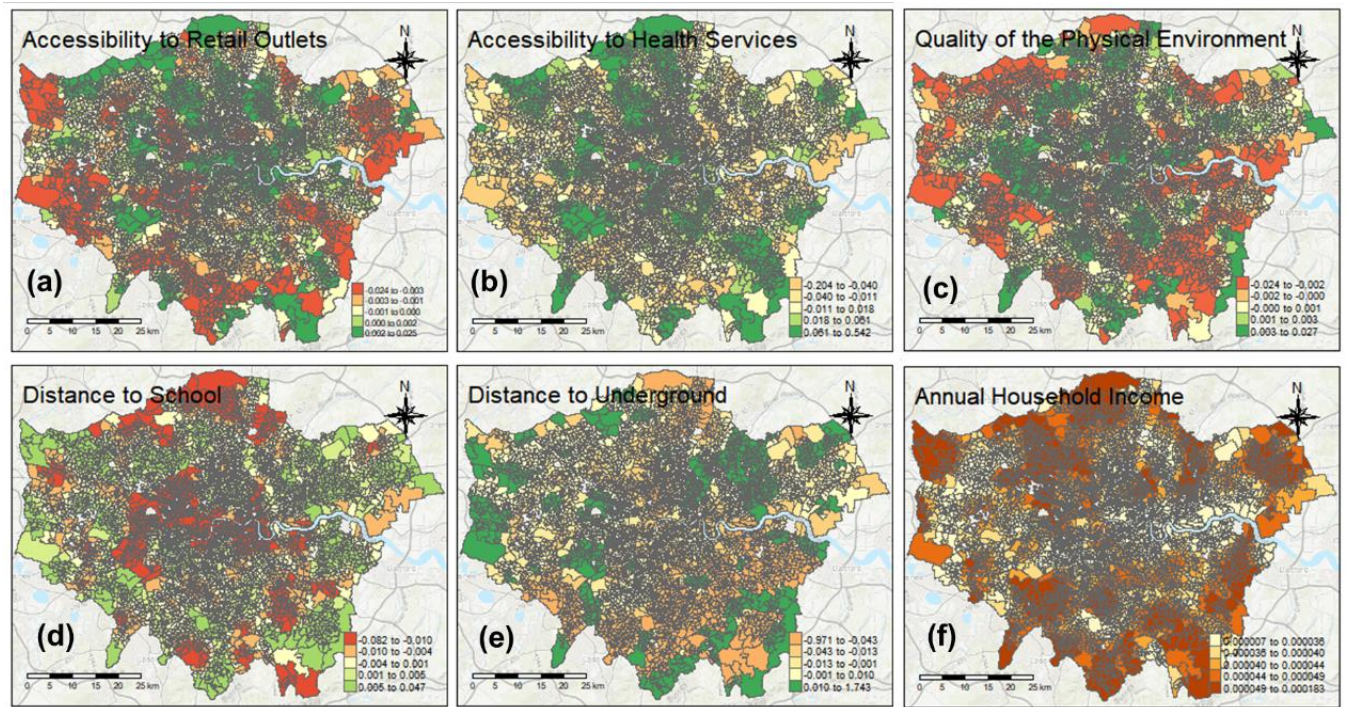 Accessibility to Retail Outlets
N
(a)
-0.024 to -0.003
-0.003 to -0.001
-0.001 to 0.000
0.000 to 0.002
0.002 to 0.025
0 5 10 15 20 25 km
Accessibility to Health Services
N
Dartford
(b)
-0.204 to -0.040
-0.040 to -0.011
-0.011 to 0.018
0.018 to 0.061
0.061 to 0.542
0 5 10 15 20 25 km
Quality of the Physical Environment
N
(c)
-0.024 to -0.002
-0.002 to -0.000
-0.000 to 0.001
0.001 to 0.003
0.003 to 0.027
0 5 10 15 20 25 km
Distance to School
N
(d)
-0.082 to -0.010
-0.010 to -0.004
-0.004 to 0.001
0.001 to 0.005
0.005 to 0.047
0 5 10 15 20 25 km
Distance to Underground
N
(e)
-0.971 to -0.043
-0.043 to -0.013
-0.013 to -0.001
-0.001 to 0.010
0.010 to 1.743
0 5 10 15 20 25 km
Annual Household Income
N
(f)
0.000007 to 0.000036
0.000036 to 0.000040
0.000040 to 0.000044
0.000044 to 0.000049
0.000049 to 0.000183
0 5 10 15 20 25 km